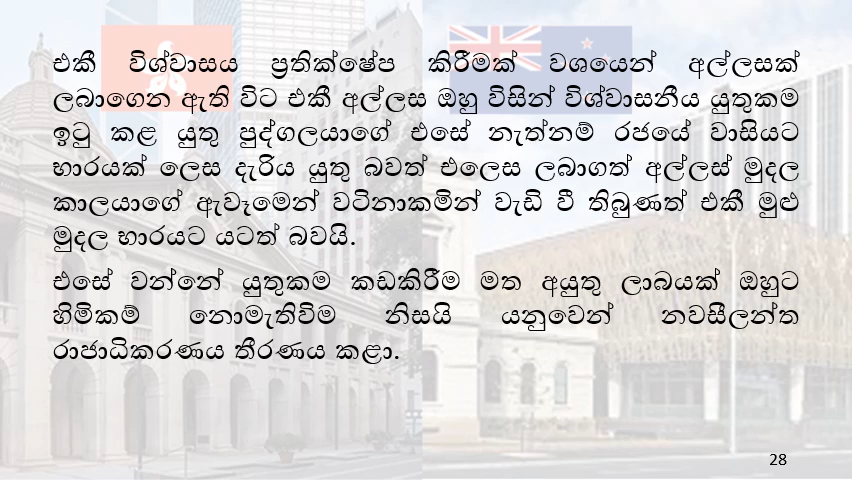 එකී විශ්වාසය ප්‍රතික්ෂේප කිරීමක් වශයෙන් අල්ලසක්
ලබාගෙන ඇති විට එකී අල්ලස ඔහු විසින් විශ්වාසනීය යුතුකම
ඉටු කළ යුතු පුද්ගලයාගේ එසේ නැත්නම් රජයේ වාසියට
භාරයක් ලෙස දැරිය යුතු බවත් එලෙස ලබාගත් අල්ලස් මුදල
කාලයාගේ ඇවෑමෙන් වටිනාකමින් වැඩි වී තිබුණත් එකී මුළු
මුදල භාරයට යටත් බවයි.
එසේ වන්නේ යුතුකම කඩකිරීම මත අයුතු ලාබයක් ඔහුට
හිමිකම් නොමැතිවිම නිසයි යනුවෙන් නවසීලන්ත
රාජාධිකරණය තීරණය කළා.
28